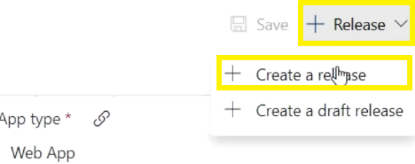 Save + Release
+ Create a release
+ Create a draft release
App type *
Web App